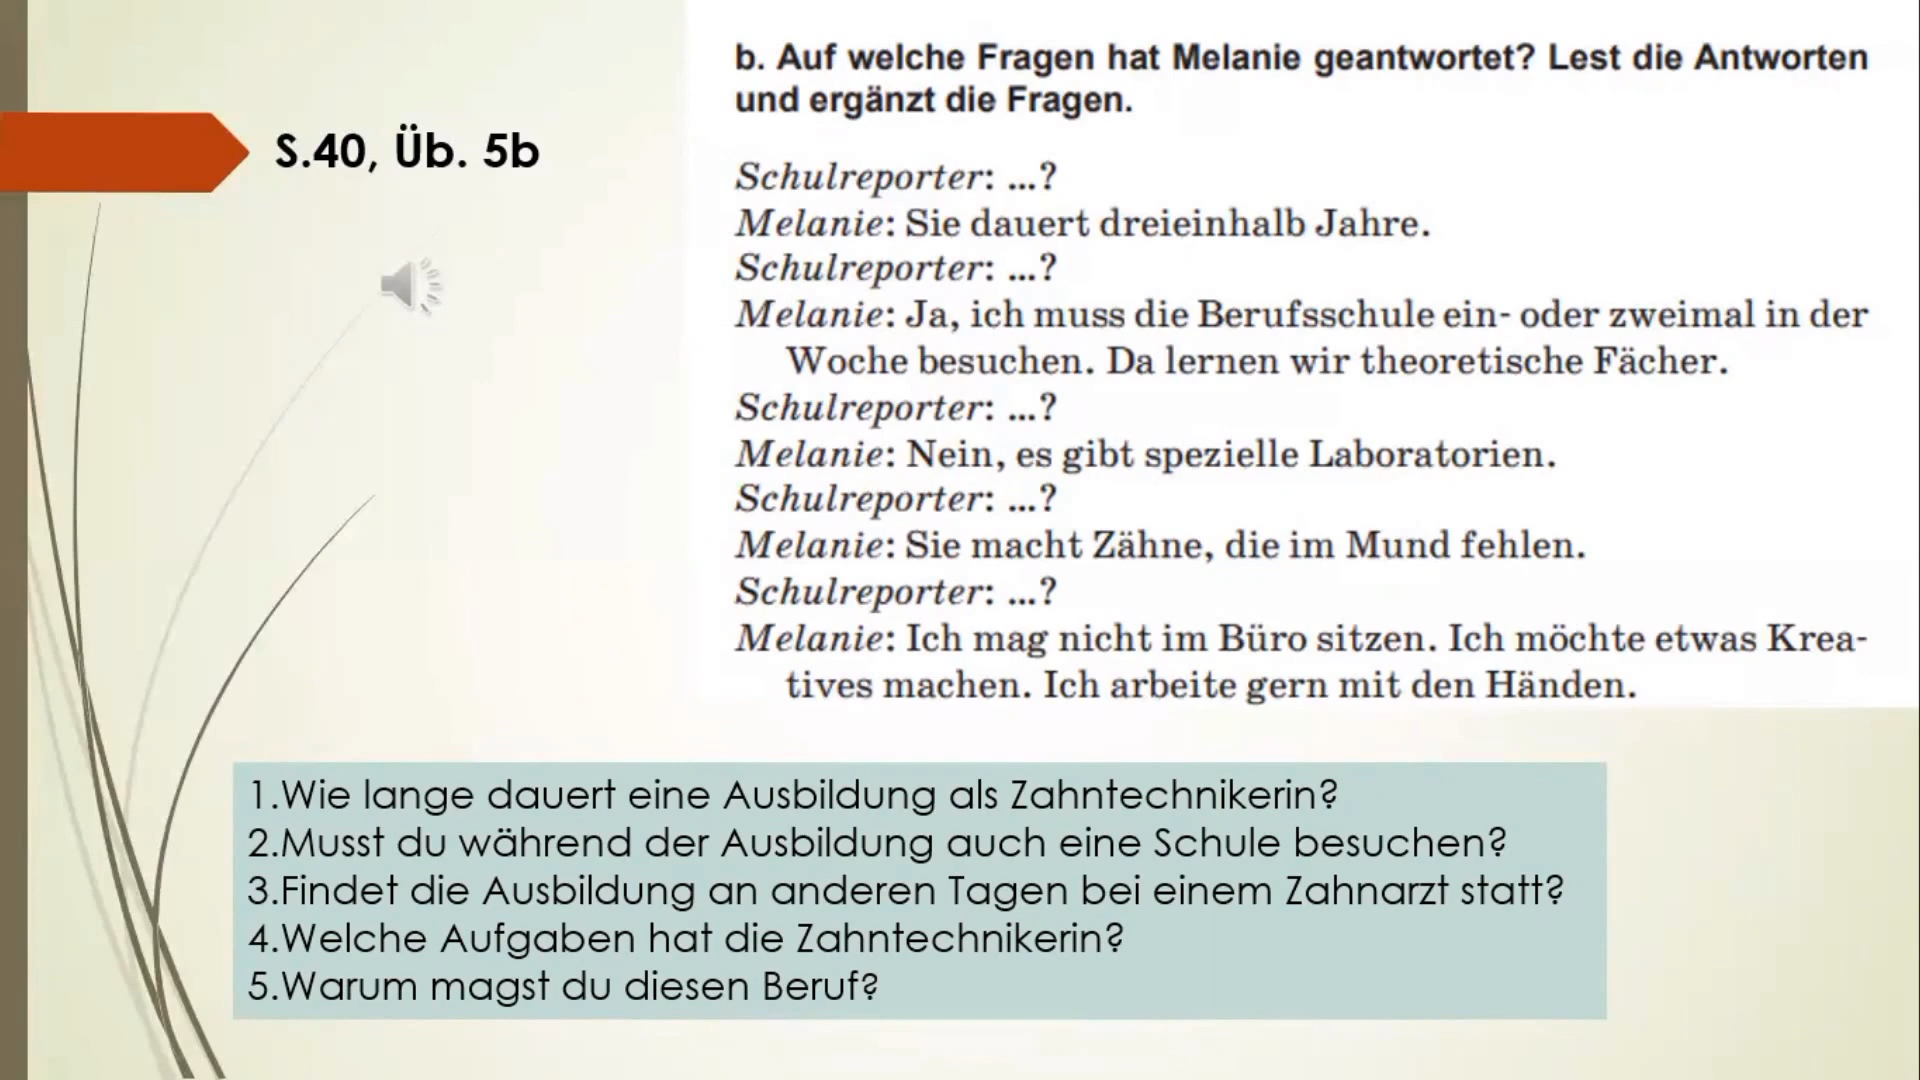 S.40, Üb. 5b
b. Auf welche Fragen hat Melanie geantwortet? Lest die Antworten
und ergänzt die Fragen.
Schulreporter: ...?
Melanie: Sie dauert dreieinhalb Jahre.
Schulreporter: ...?
Melanie: Ja, ich muss die Berufsschule ein- oder zweimal in der
Woche besuchen. Da lernen wir theoretische Fächer.
Schulreporter: ...?
Melanie: Nein, es gibt spezielle Laboratorien.
Schulreporter: ...?
Melanie: Sie macht Zähne, die im Mund fehlen.
Schulreporter: ...?
Melanie: Ich mag nicht im Büro sitzen. Ich möchte etwas Krea-
tives machen. Ich arbeite gern mit den Händen.
1.Wie lange dauert eine Ausbildung als Zahntechnikerin?
2.Musst du während der Ausbildung auch eine Schule besuchen?
3.Findet die Ausbildung an anderen Tagen bei einem Zahnarzt statt?
4.Welche Aufgaben hat die Zahntechnikerin?
5.Warum magst du diesen Beruf?